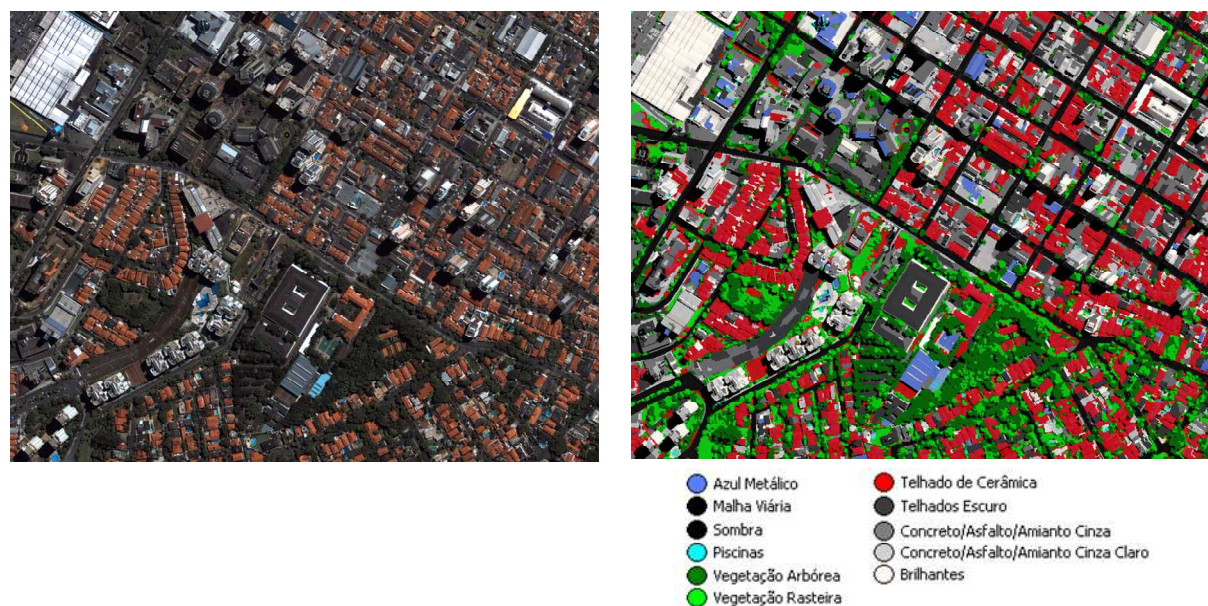 Azul Metálico
Malha Viária
Sombra
Piscinas
Vegetação Arbórea
Vegetação Rasteira
Telhado de Cerâmica
Telhados Escuro
Concreto/Asfalto/Amianto Cinza
Concreto/Asfalto/Amianto Cinza Claro
Brilhantes